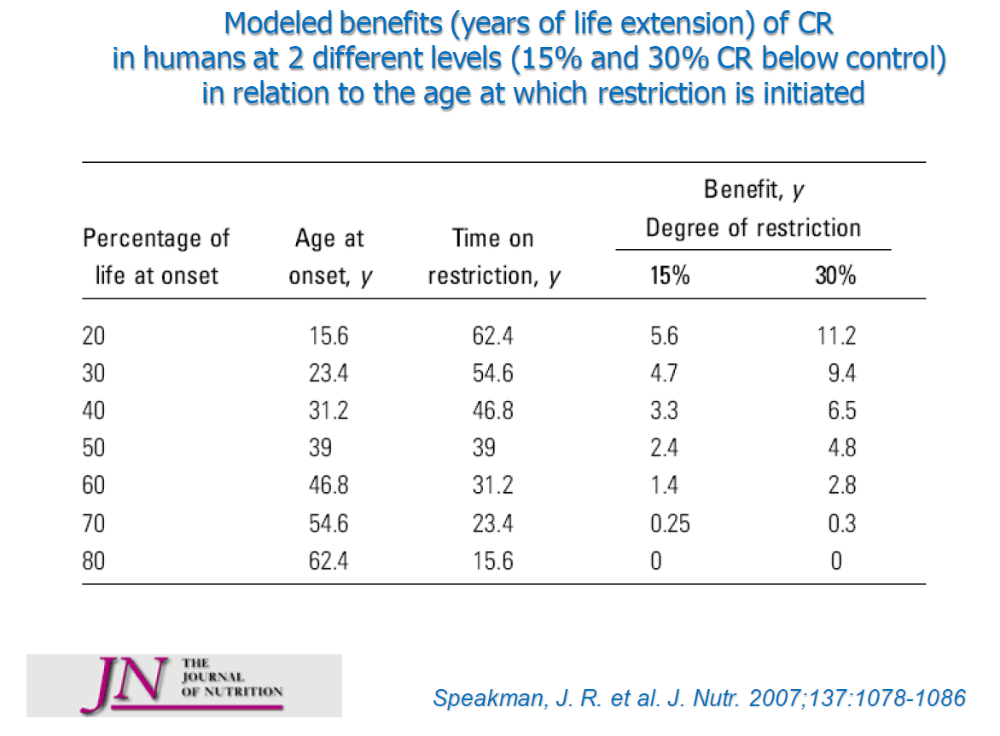 Modeled benefits (years of life extension) of CR
in humans at 2 different levels (15% and 30% CR below control)
in relation to the age at which restriction is initiated
Benefit, y
Percentage of Age at Time on Degree of restriction
life at onset onset, y restriction, y 15% 30%
20 15.6 62.4 5.6 11.2
30 23.4 54.6 4.7 9.4
40 31.2 46.8 3.3 6.5
50 39 39 2.4 4.8
60 46.8 31.2 1.4 2.8
70 54.6 23.4 0.25 0.3
80 62.4 15.6 0 0
JN THE
JOURNAL
OF NUTRITION
Speakman, J. R. et al. J. Nutr. 2007;137:1078-1086